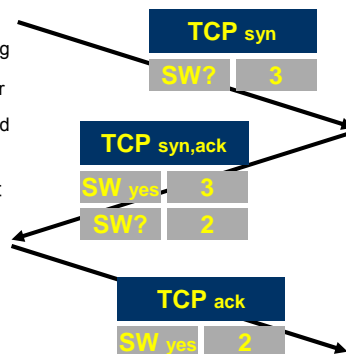 TCP syn
g
SW? 3
r
d
TCP syn,ack
SW yes 3
t
SW? 2
TCP ack
SW yes 2